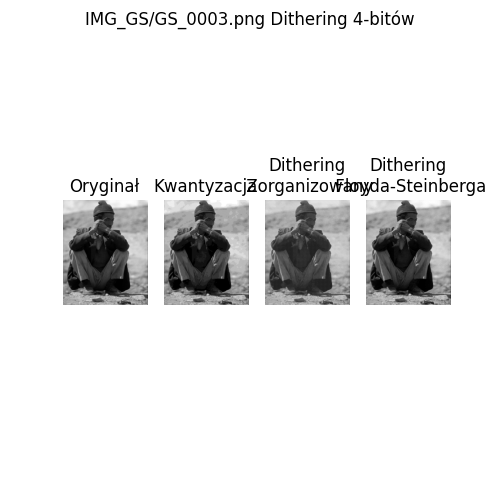 IMG_GS/GS_0003.png Dithering 4-bitów
Oryginał
Kwantyzacja
Dithering
Zorganizowany
Dithering
Floyda-Steinberga